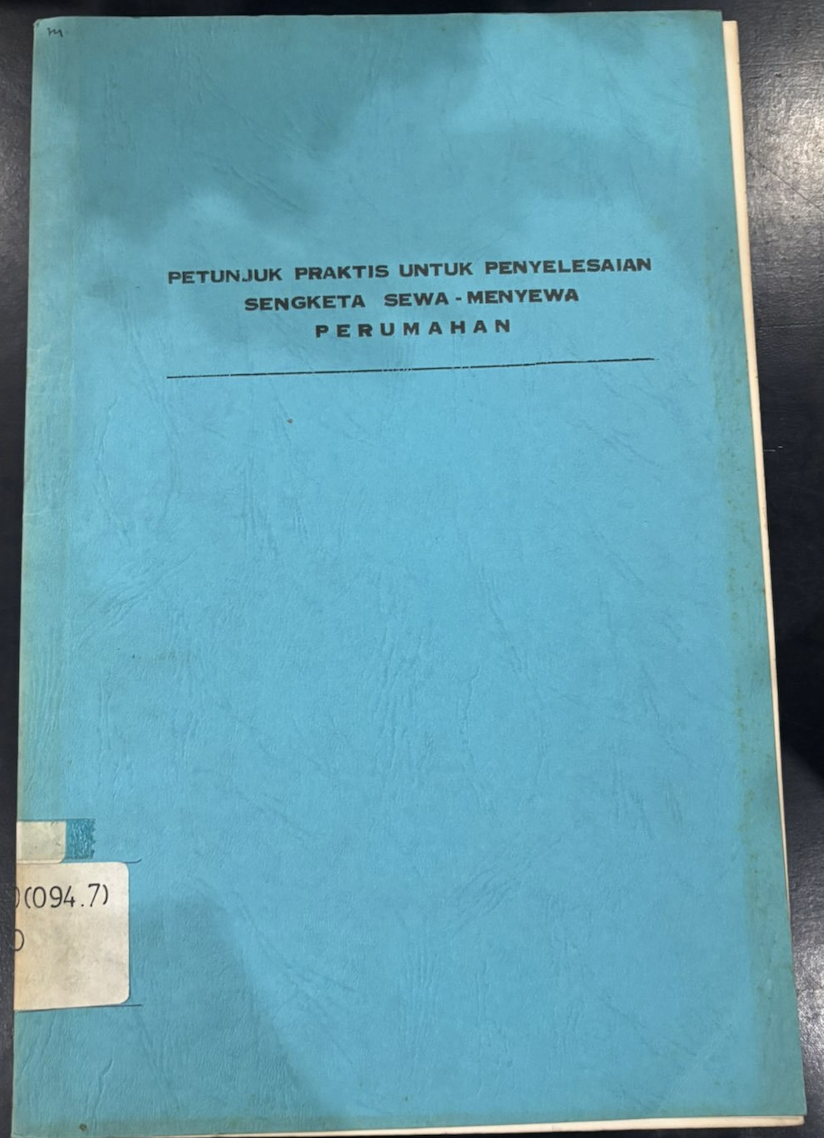 PETUNJUK PRAKTIS UNTUK PENYELESAIAN
SENGKETA SEWA-MENYEWA
PERUMAHAN
(094.7)